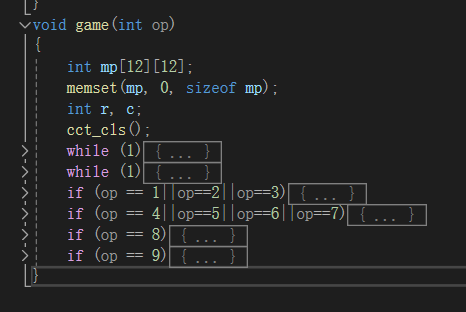 }
void game(int op)
{
int mp[12][12];
memset(mp, 0, sizeof mp);
int r, c;
cct_cls();
while (1){ ... }
while (1){ ... }
if (op == 1||op==2||op==3){ ... }
if (op == 4||op==5||op==6||op==7){ ... }
if (op == 8){ ... }
if (op == 9){ ... }
}